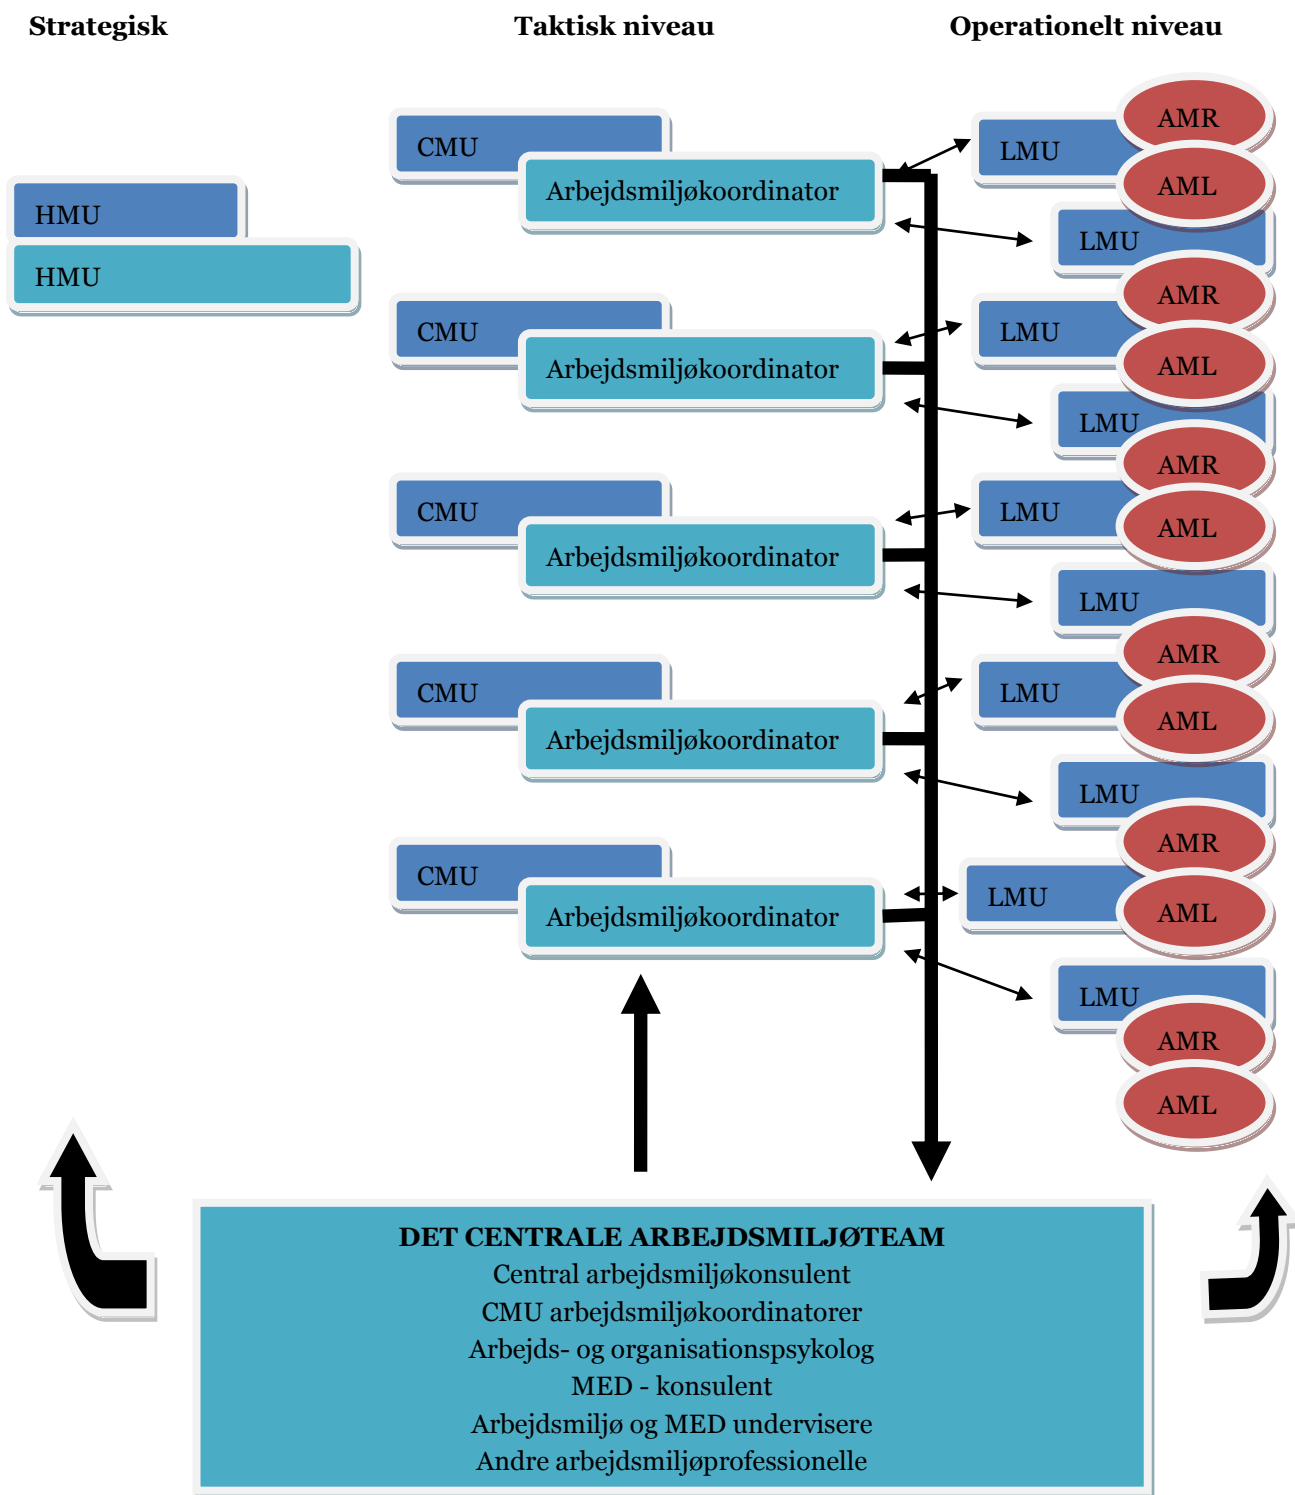 Strategisk
Taktisk niveau
Operationelt niveau
HMU
HMU
CMU
Arbejdsmiljøkoordinator
CMU
Arbejdsmiljøkoordinator
CMU
Arbejdsmiljøkoordinator
CMU
Arbejdsmiljøkoordinator
CMU
Arbejdsmiljøkoordinator
LMU
AMR
AML
LMU
AMR
LMU
AML
LMU
AMR
LMU
AML
LMU
AMR
LMU
AML
LMU
AMR
LMU
AML
LMU
AMR
AML
DET CENTRALE ARBEJDSMILJØTEAM
Central arbejdsmiljøkonsulent
CMU arbejdsmiljøkoordinatorer
Arbejds- og organisationspsykolog
MED - konsulent
Arbejdsmiljø og MED undervisere
Andre arbejdsmiljøprofessionelle